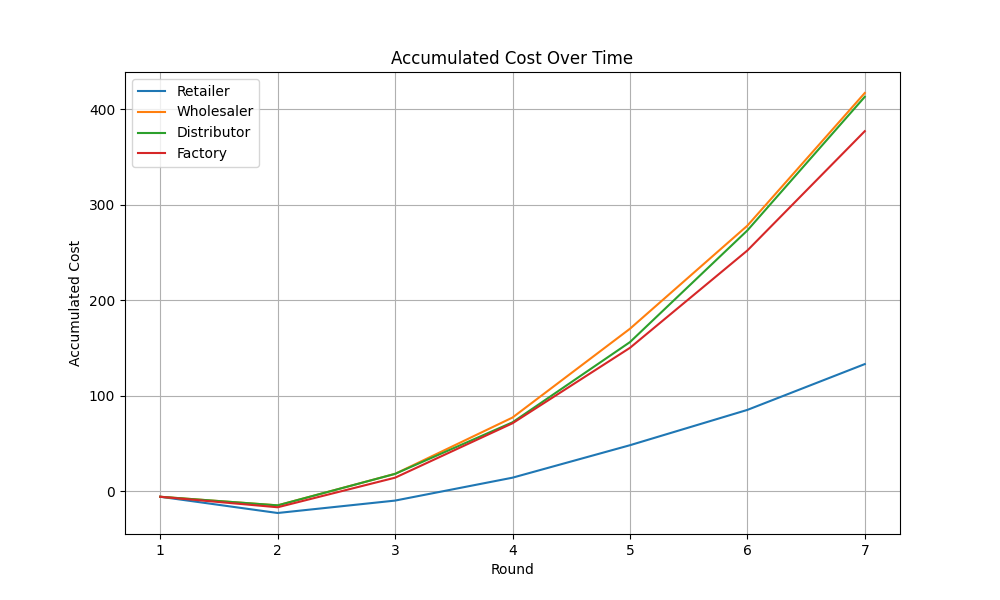 Accumulated Cost Over Time
Retailer
Wholesaler
Distributor
Factory
Accumulated Cost
400
300
200
100
0
1 2 3 4 5 6 7
Round